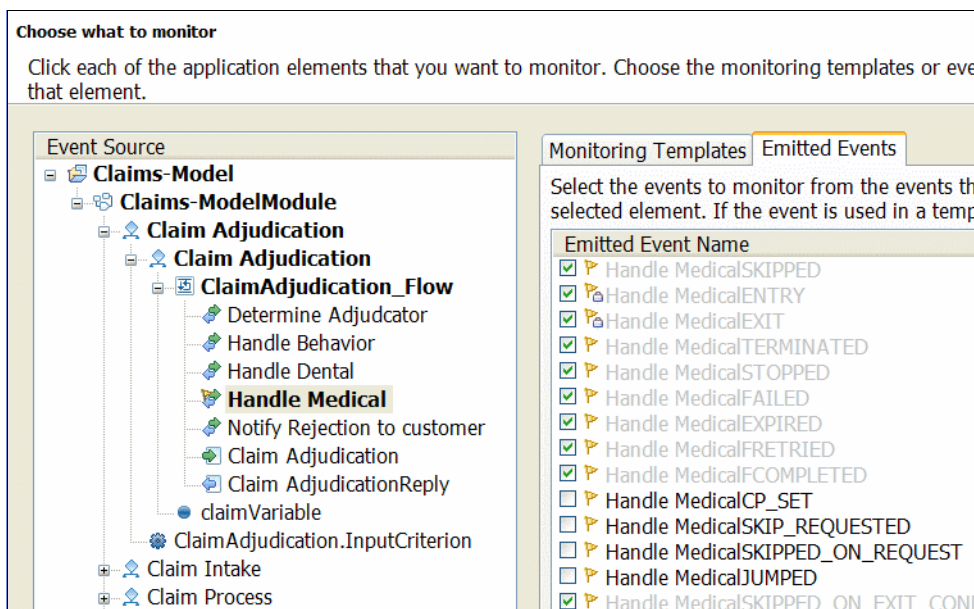 Choose what to monitor
Click each of the application elements that you want to monitor. Choose the monitoring templates or eve
that element.
Event Source
Claims-Model
Claims-ModelModule
Claim Adjudication
Claim Adjudication
ClaimAdjudication_Flow
Determine Adjudcator
Handle Behavior
Handle Dental
Handle Medical
Notify Rejection to customer
Claim Adjudication
Claim AdjudicationReply
claimVariable
ClaimAdjudication.InputCriterion
Claim Intake
Claim Process
Monitoring Templates
Emitted Events
Select the events to monitor from the events th
selected element. If the event is used in a temp
Emitted Event Name
Handle MedicalSKIPPED
Handle MedicalENTRY
Handle MedicalEXIT
Handle MedicalTERMINATED
Handle MedicalSTOPPED
Handle MedicalFAILED
Handle MedicalEXPIRED
Handle MedicalFRETRIED
Handle MedicalFCOMPLETED
Handle MedicalCP_SET
Handle MedicalSKIP_REQUESTED
Handle MedicalSKIPPED_ON_REQUEST
Handle MedicalJUMPED
Handle MedicalSKIPPED_ON_EXIT_CON